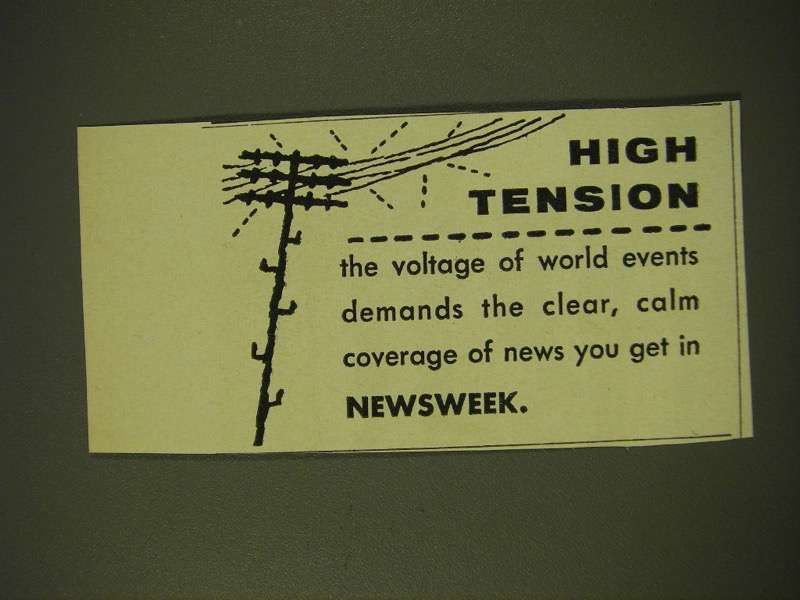 HIGH
TENSION
the voltage of world events
demands the clear, calm
coverage of news you get in
NEWSWEEK.